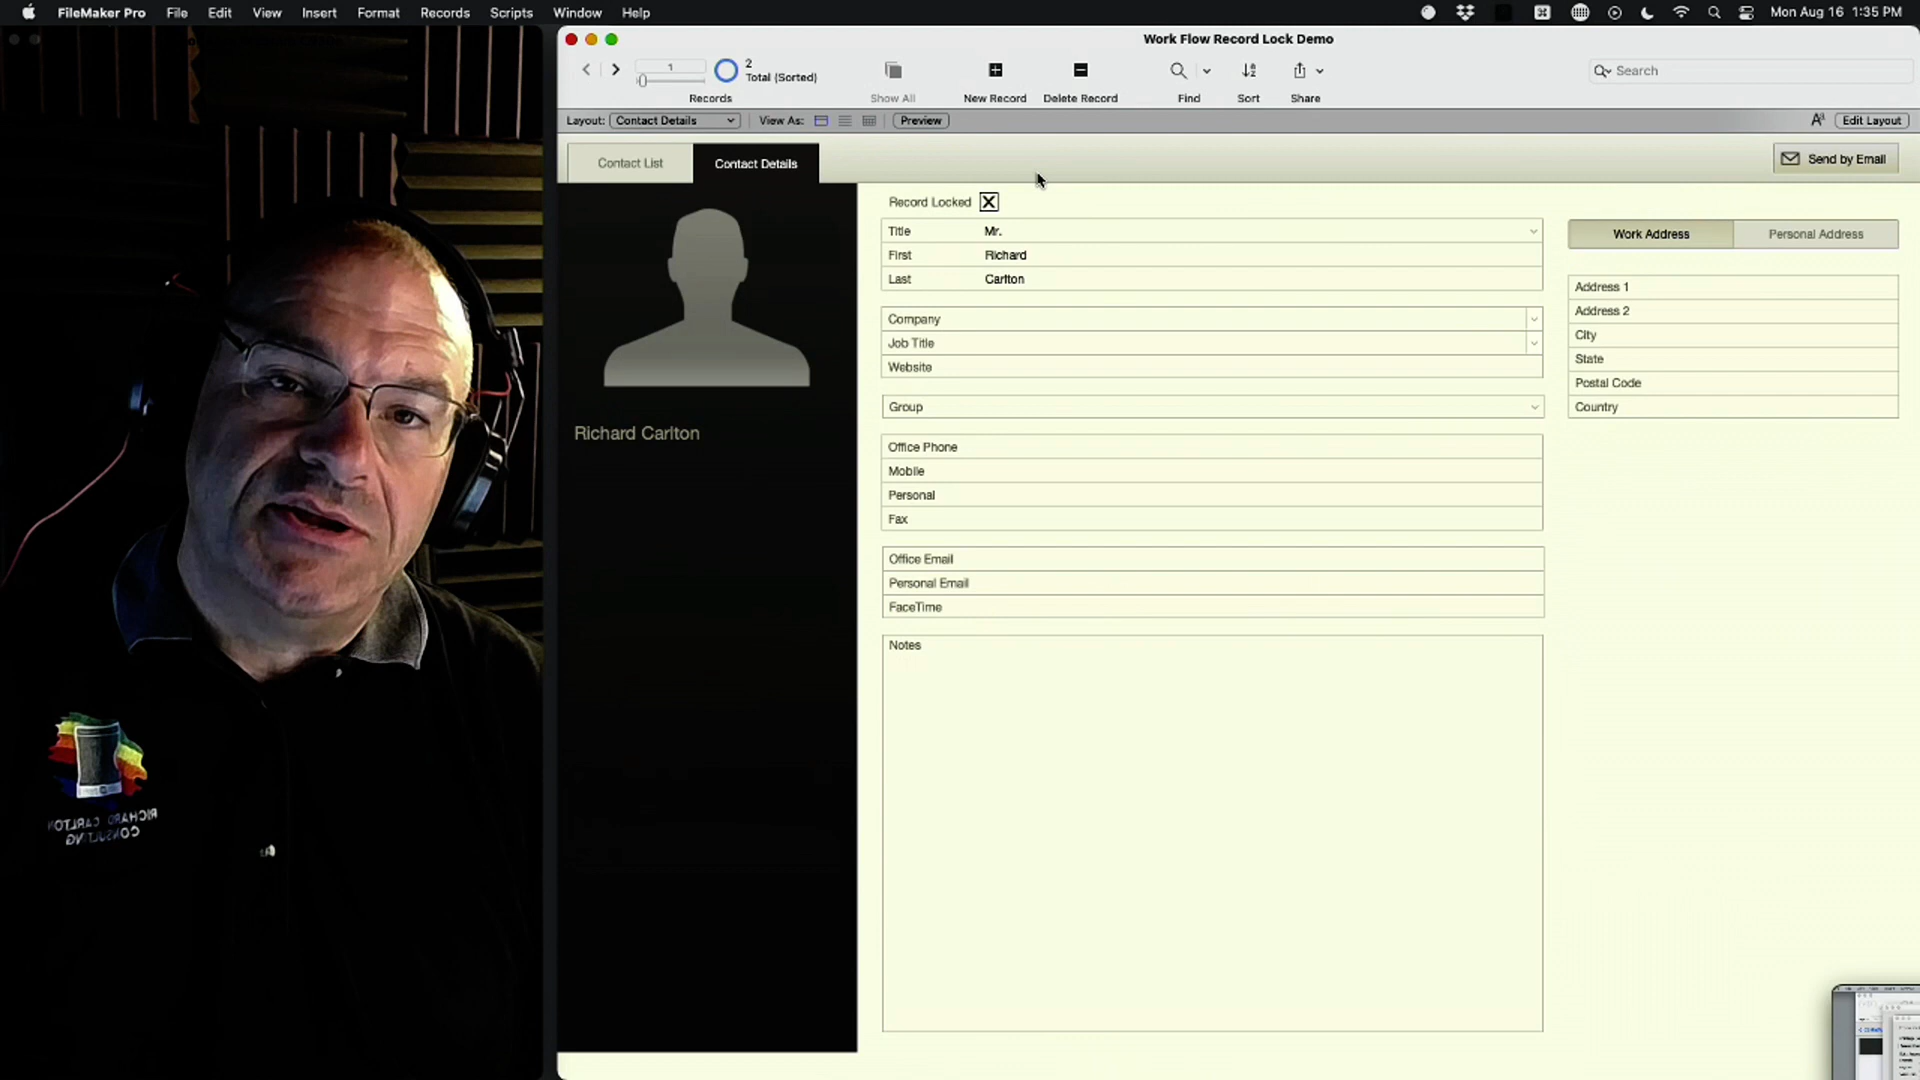 FileMaker Pro File Edit View Insert Format Records Scripts Window Help Mon Aug 16 1:35 PM
Work Flow Record Lock Demo
1 2 Total (Sorted) Search
Records Show All New Record Delete Record Find Sort Share
Layout: Contact Details View As: Preview Edit Layout
Contact List Contact Details Send by Email
Record Locked
Title Mr.
First Richard
Last Carlton
Company
Job Title
Website
Group
Office Phone
Mobile
Personal
Fax
Office Email
Personal Email
FaceTime
Notes
Work Address Personal Address
Address 1
Address 2
City
State
Postal Code
Country
Richard Carlton
RICHARD CARLTON
CONSULTING